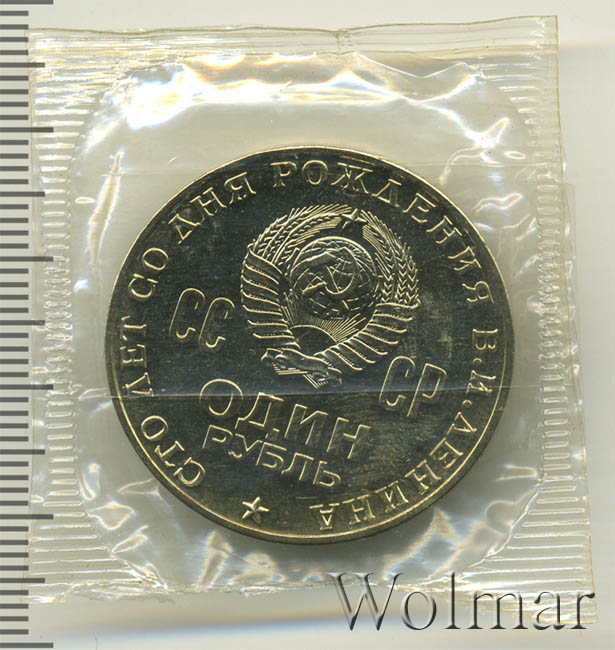 СТО ЛЕТ СО ДНЯ РОЖДЕНИЯ В.И.ЛЕНИНА
СС СР
ОДИН
РУБЛЬ
Wolmar